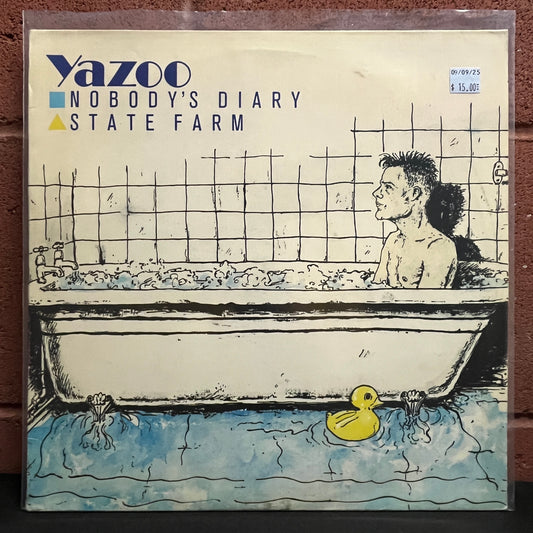 Yazoo
NOBODY'S DIARY
STATE FARM
09/09/25
$ 15.00